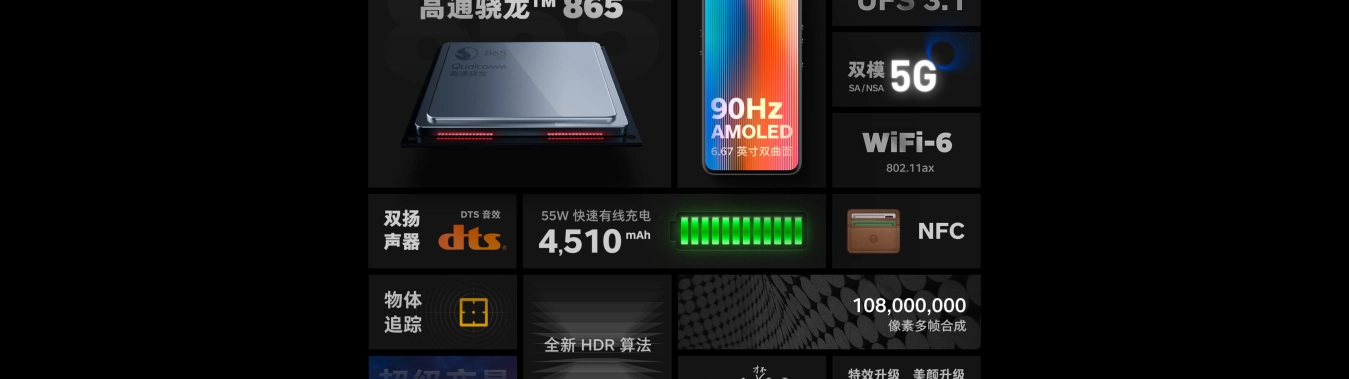 高通骁龙™ 865
865
Qualcomm
高通骁龙
90Hz
AMOLED
6.67 英寸双曲面
UFS 3.1
双模
SA/NSA
5G
WiFi-6
802.11ax
双扬
声器
DTS 音效
dts
55W 快速有线充电
4,510 mAh
NFC
物体
追踪
全新 HDR 算法
108,000,000
像素多帧合成
特效升级 美颜升级